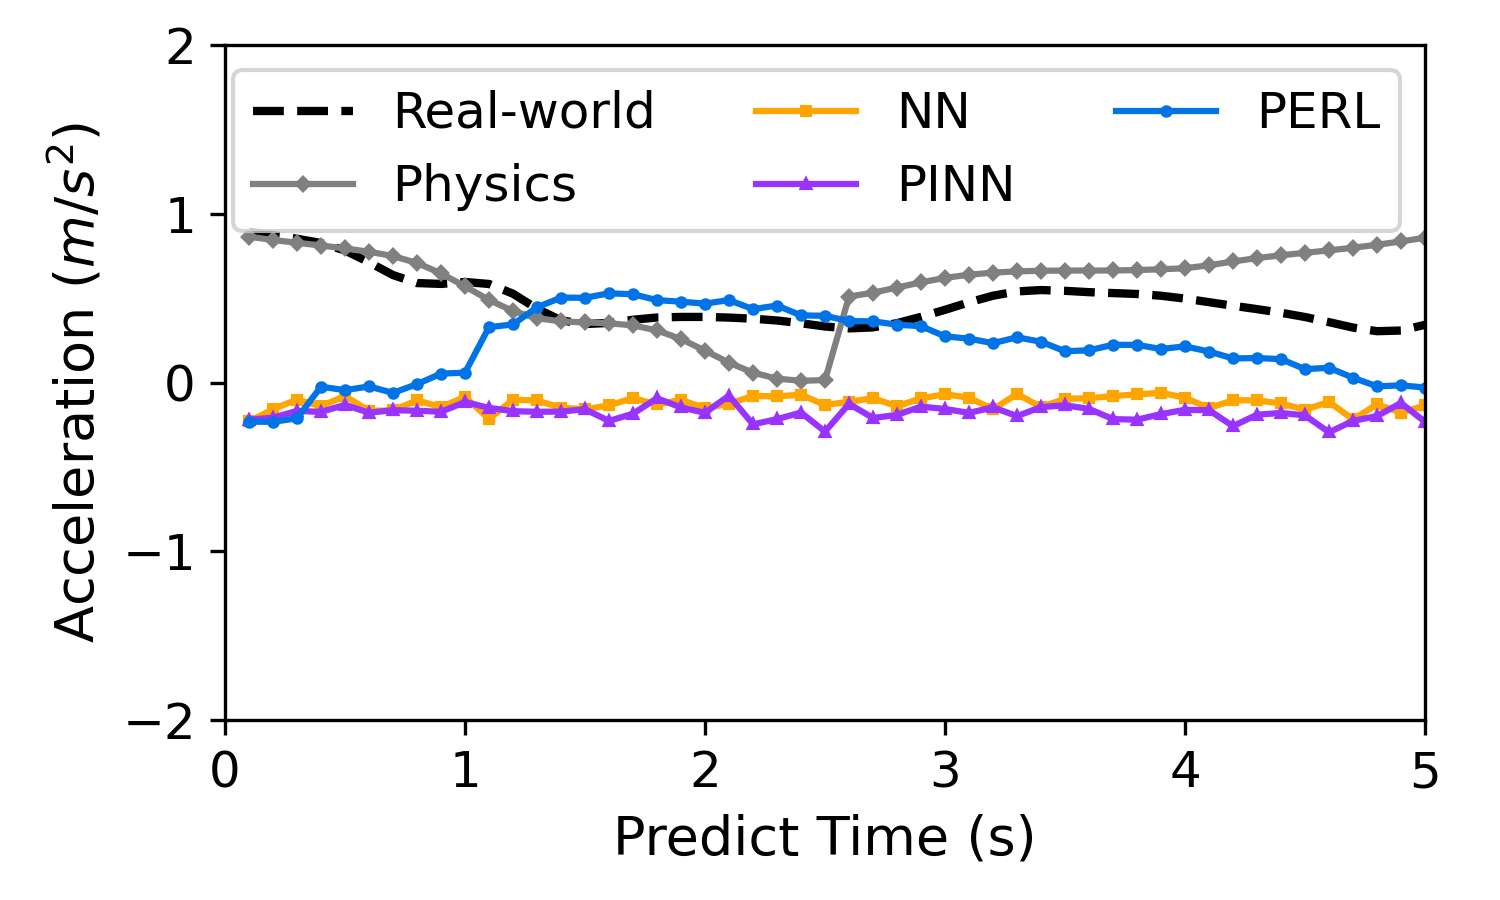 2
1
0
−1
−2
Acceleration (m/s²)
Real-world
Physics
NN
PINN
PERL
0 1 2 3 4 5
Predict Time (s)